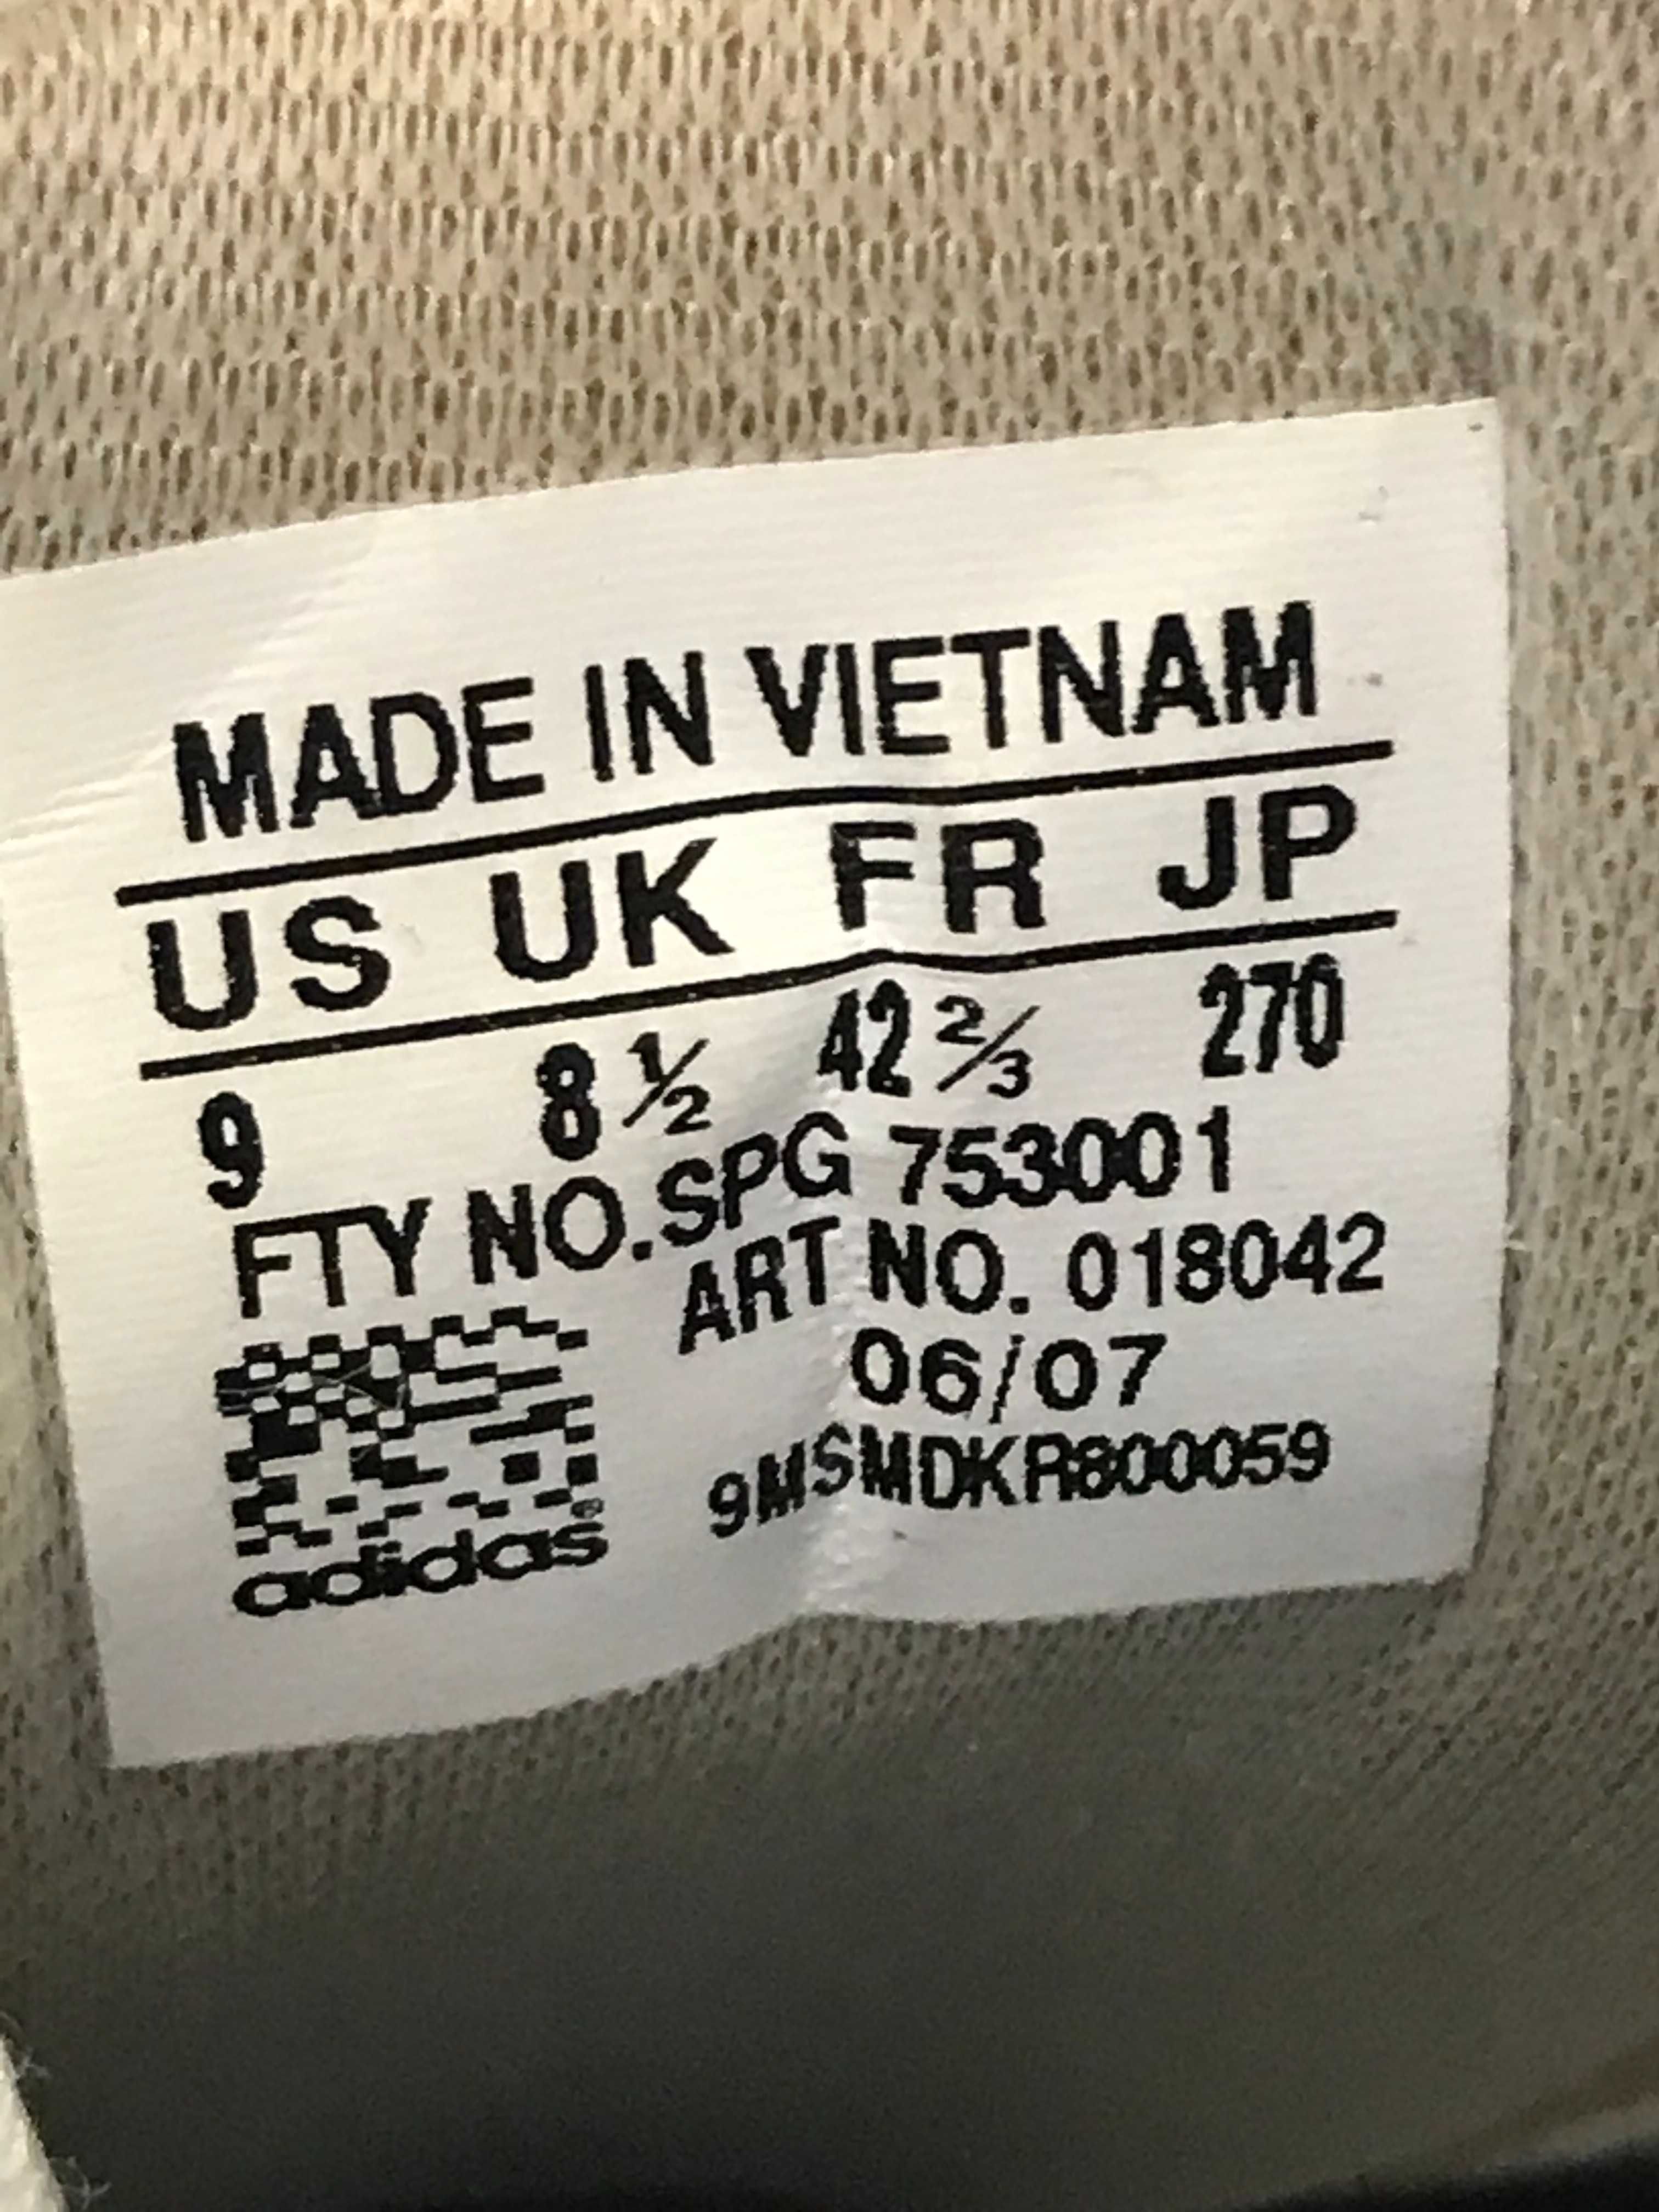 MADE IN VIETNAM
US UK FR JP
9 8 ½ 42 ⅔ 270
FTY NO.SPG 753001
ART NO. 018042
06/07
9MSMDKR800059
adidas®